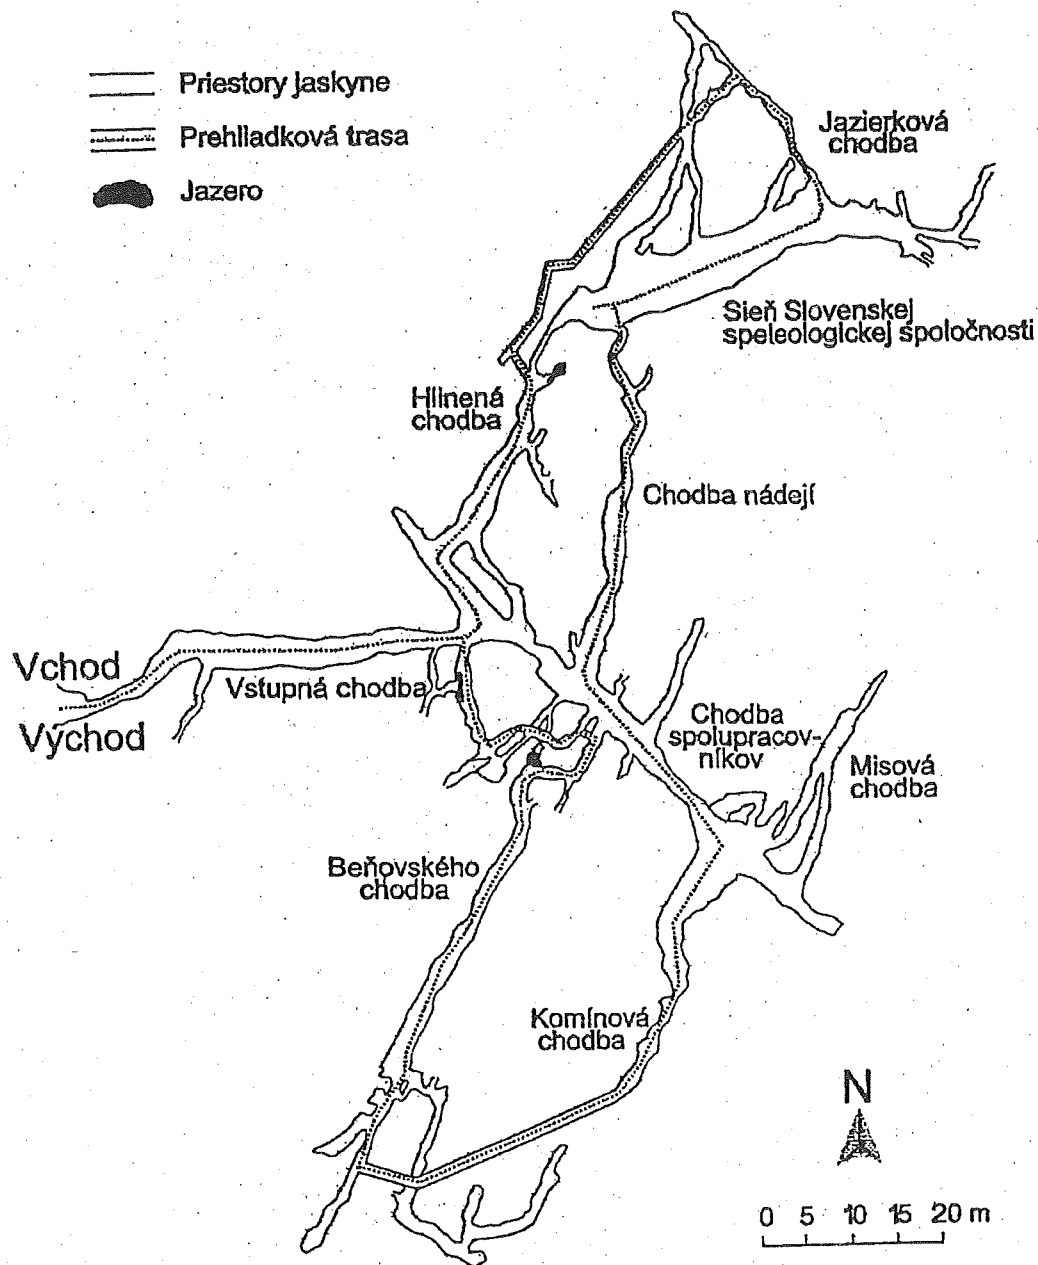 Priestory jaskyne
Prehliadková trasa
Jazero
Jazierková
chodba
Sieň Slovenskej
speleologickej spoločnosti
Hlinená
chodba
Chodba nádejí
Vchod
Východ
Vstupná chodba
Chodba
spolupracov-
níkov
Misová
chodba
Beňovského
chodba
Komínová
chodba
N
0 5 10 15 20 m